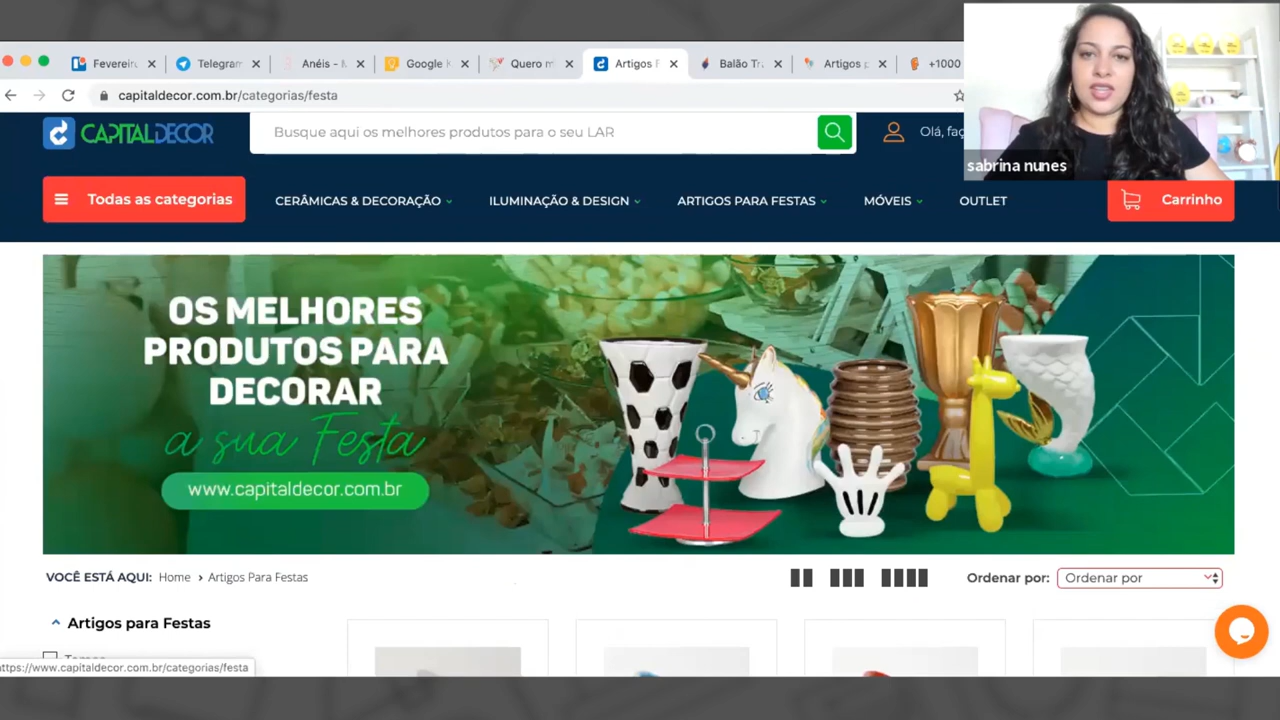 Fevereir
Telegram
Anéis - M
Google K
Quero m
Artigos F
Balão Tr
Artigos p
+1000
capitaldecor.com.br/categorias/festa
sabrina nunes
CAPITALDECOR
Busque aqui os melhores produtos para o seu LAR
Olá, faç
Todas as categorias
CERÂMICAS & DECORAÇÃO
ILUMINAÇÃO & DESIGN
ARTIGOS PARA FESTAS
MÓVEIS
OUTLET
Carrinho
OS MELHORES
PRODUTOS PARA
DECORAR
a sua Festa
www.capitaldecor.com.br
VOCÊ ESTÁ AQUI: Home › Artigos Para Festas
Ordenar por: Ordenar por
Artigos para Festas
https://www.capitaldecor.com.br/categorias/festa